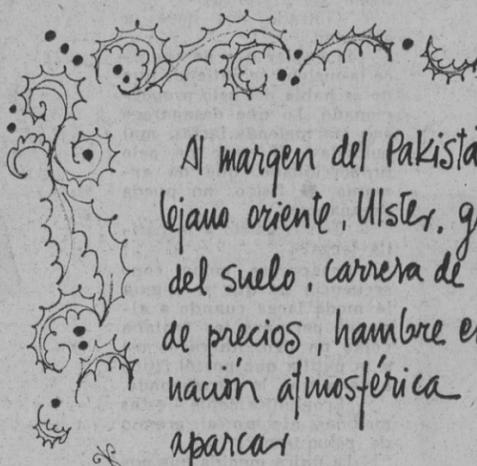 Al margen del Pakistá
lejano oriente, Ulster, g
del suelo, carrera de
de precios, hambre e
nación atmosférica
aparcar